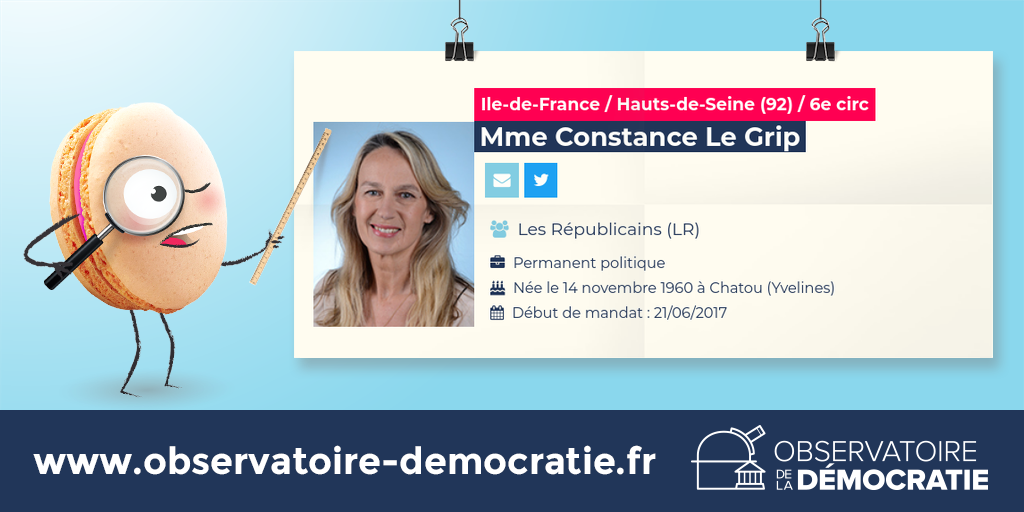 Ile-de-France / Hauts-de-Seine (92) / 6e circ
Mme Constance Le Grip
Les Républicains (LR)
Permanent politique
Née le 14 novembre 1960 à Chatou (Yvelines)
Début de mandat : 21/06/2017
www.observatoire-democratie.fr
OBSERVATOIRE
DE LA DÉMOCRATIE